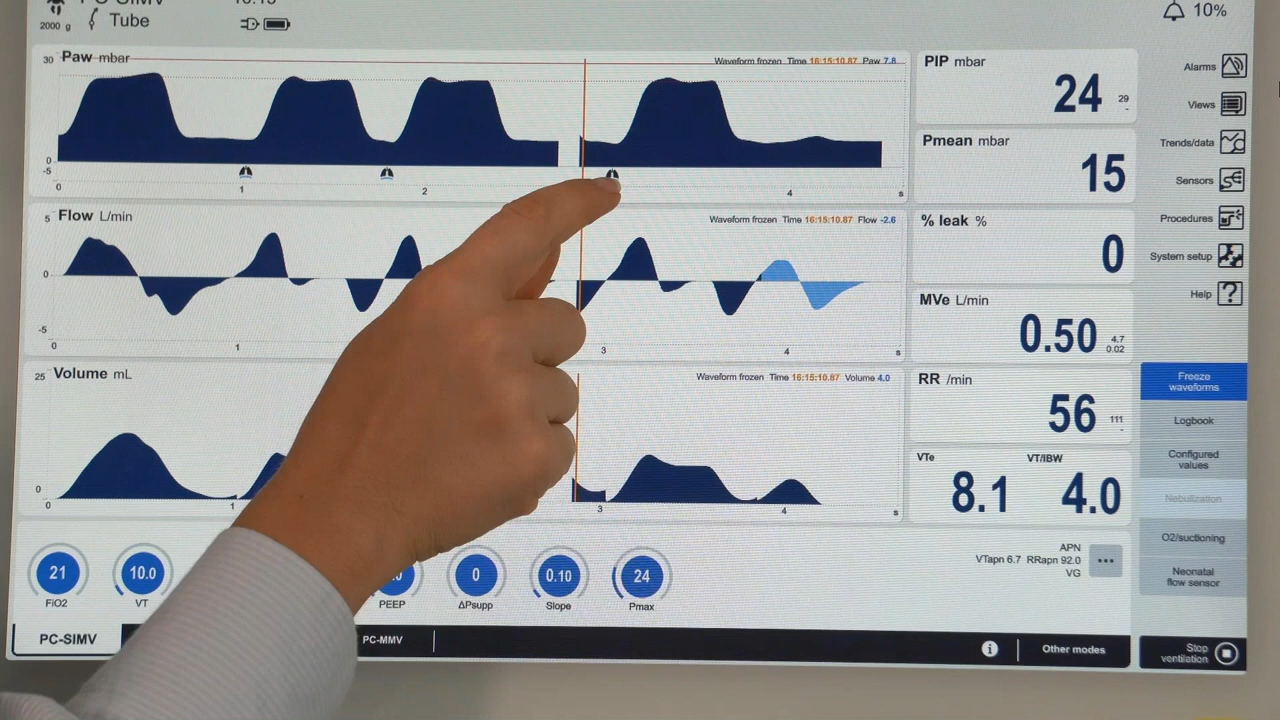 PC-SIMV
2000 g
Tube
10%
30 Paw mbar
Waveform frozen Time 16:15:10.87 Paw 7.8
0
-5
0 1 2 4 s
5 Flow L/min
Waveform frozen Time 16:15:10.87 Flow -2.6
0
-5
0 1 3 4 s
25 Volume mL
Waveform frozen Time 16:15:10.87 Volume 4.0
0
0 1 3 4 s
PIP mbar
24 29
-
Pmean mbar
15
% leak %
0
MVe L/min
0.50 4.7
0.02
RR /min
56 111
-
VTe VT/IBW
8.1 4.0
Alarms
Views
Trends/data
Sensors
Procedures
System setup
Help
Freeze
waveforms
Logbook
Configured
values
Nebulization
O2/suctioning
Neonatal
flow sensor
21 10.0 0 0.10 24
FiO2 VT PEEP ΔPsupp Slope Pmax
APN
VTapn 6.7 RRapn 92.0
VG
PC-SIMV PC-MMV i Other modes
Stop
ventilation